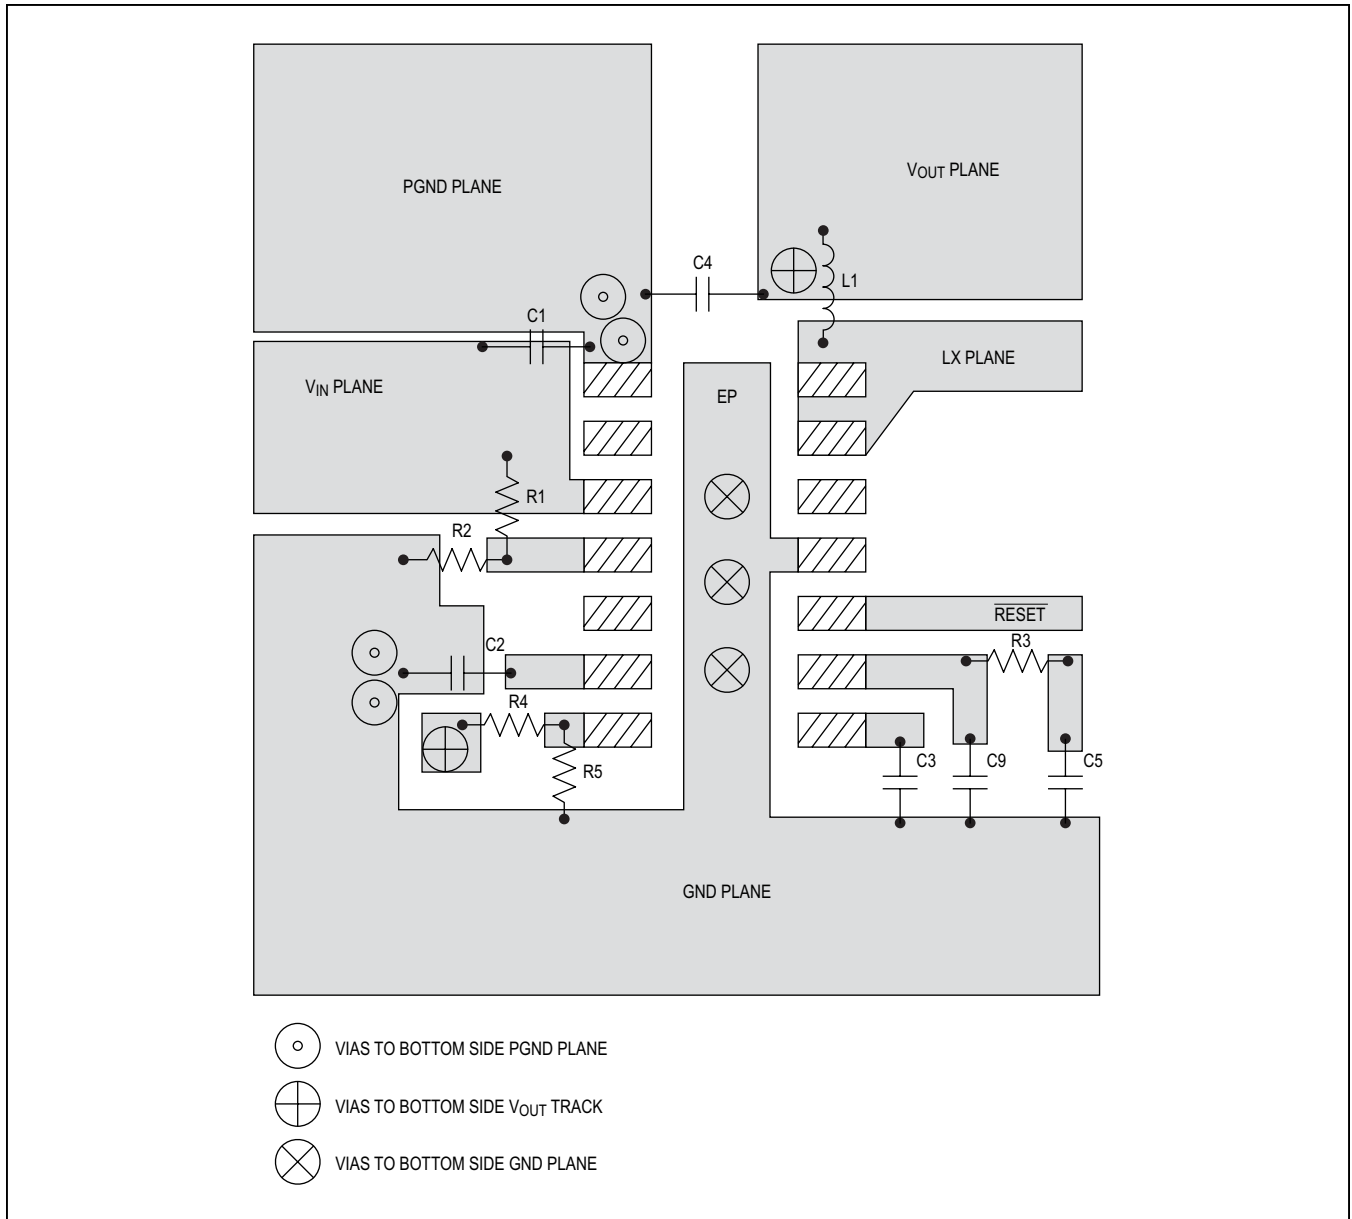 PGND PLANE
VOUT PLANE
C4
L1
C1
LX PLANE
VIN PLANE
EP
R1
R2
RESET
R3
C2
R4
R5
C3
C9
C5
GND PLANE
VIAS TO BOTTOM SIDE PGND PLANE
VIAS TO BOTTOM SIDE VOUT TRACK
VIAS TO BOTTOM SIDE GND PLANE